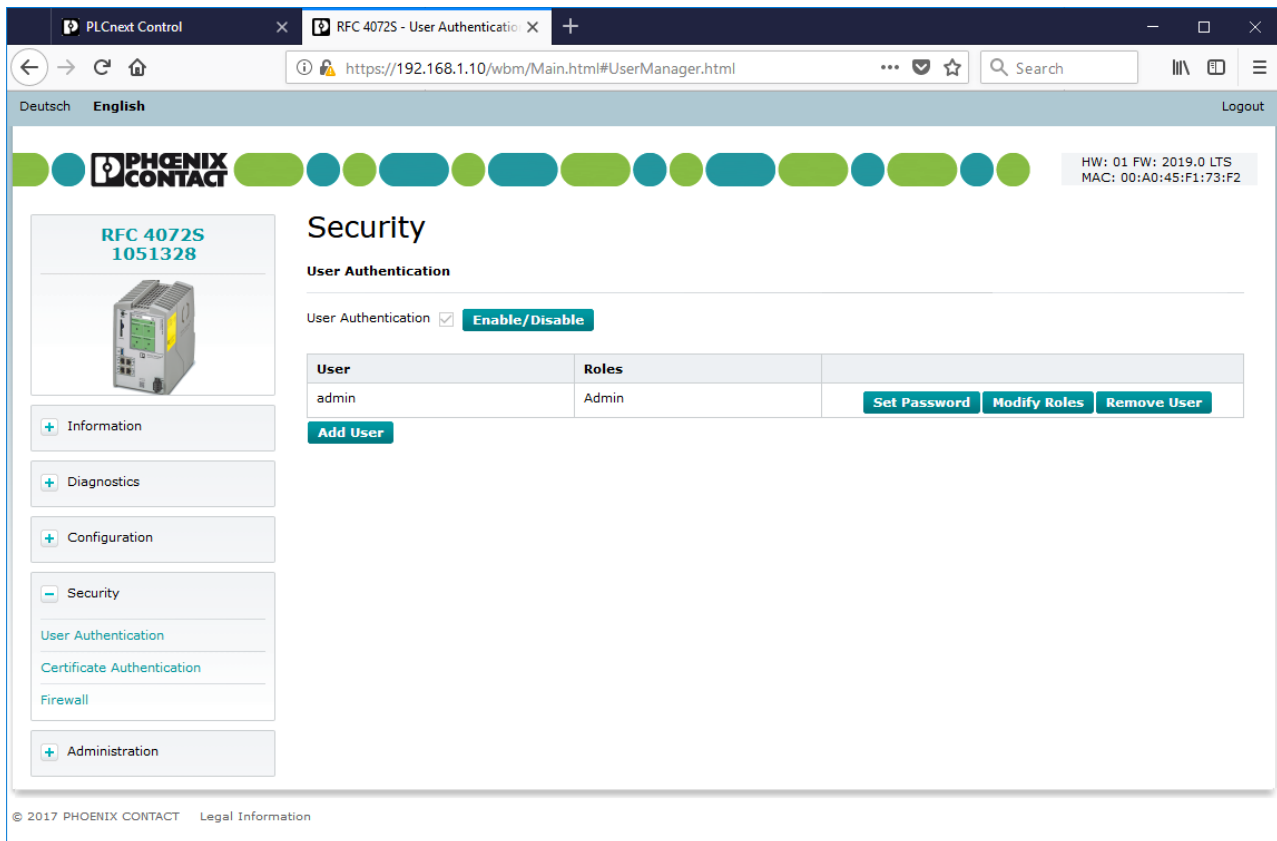 PLCnext Control
RFC 4072S - User Authenticatio
https://192.168.1.10/wbm/Main.html#UserManager.html
Search
Deutsch English
Logout
PHŒNIX
CONTACT
HW: 01 FW: 2019.0 LTS
MAC: 00:A0:45:F1:73:F2
RFC 4072S
1051328
Information
Diagnostics
Configuration
Security
User Authentication
Certificate Authentication
Firewall
Administration
Security
User Authentication
User Authentication Enable/Disable
User Roles
admin Admin Set Password Modify Roles Remove User
Add User
© 2017 PHOENIX CONTACT Legal Information